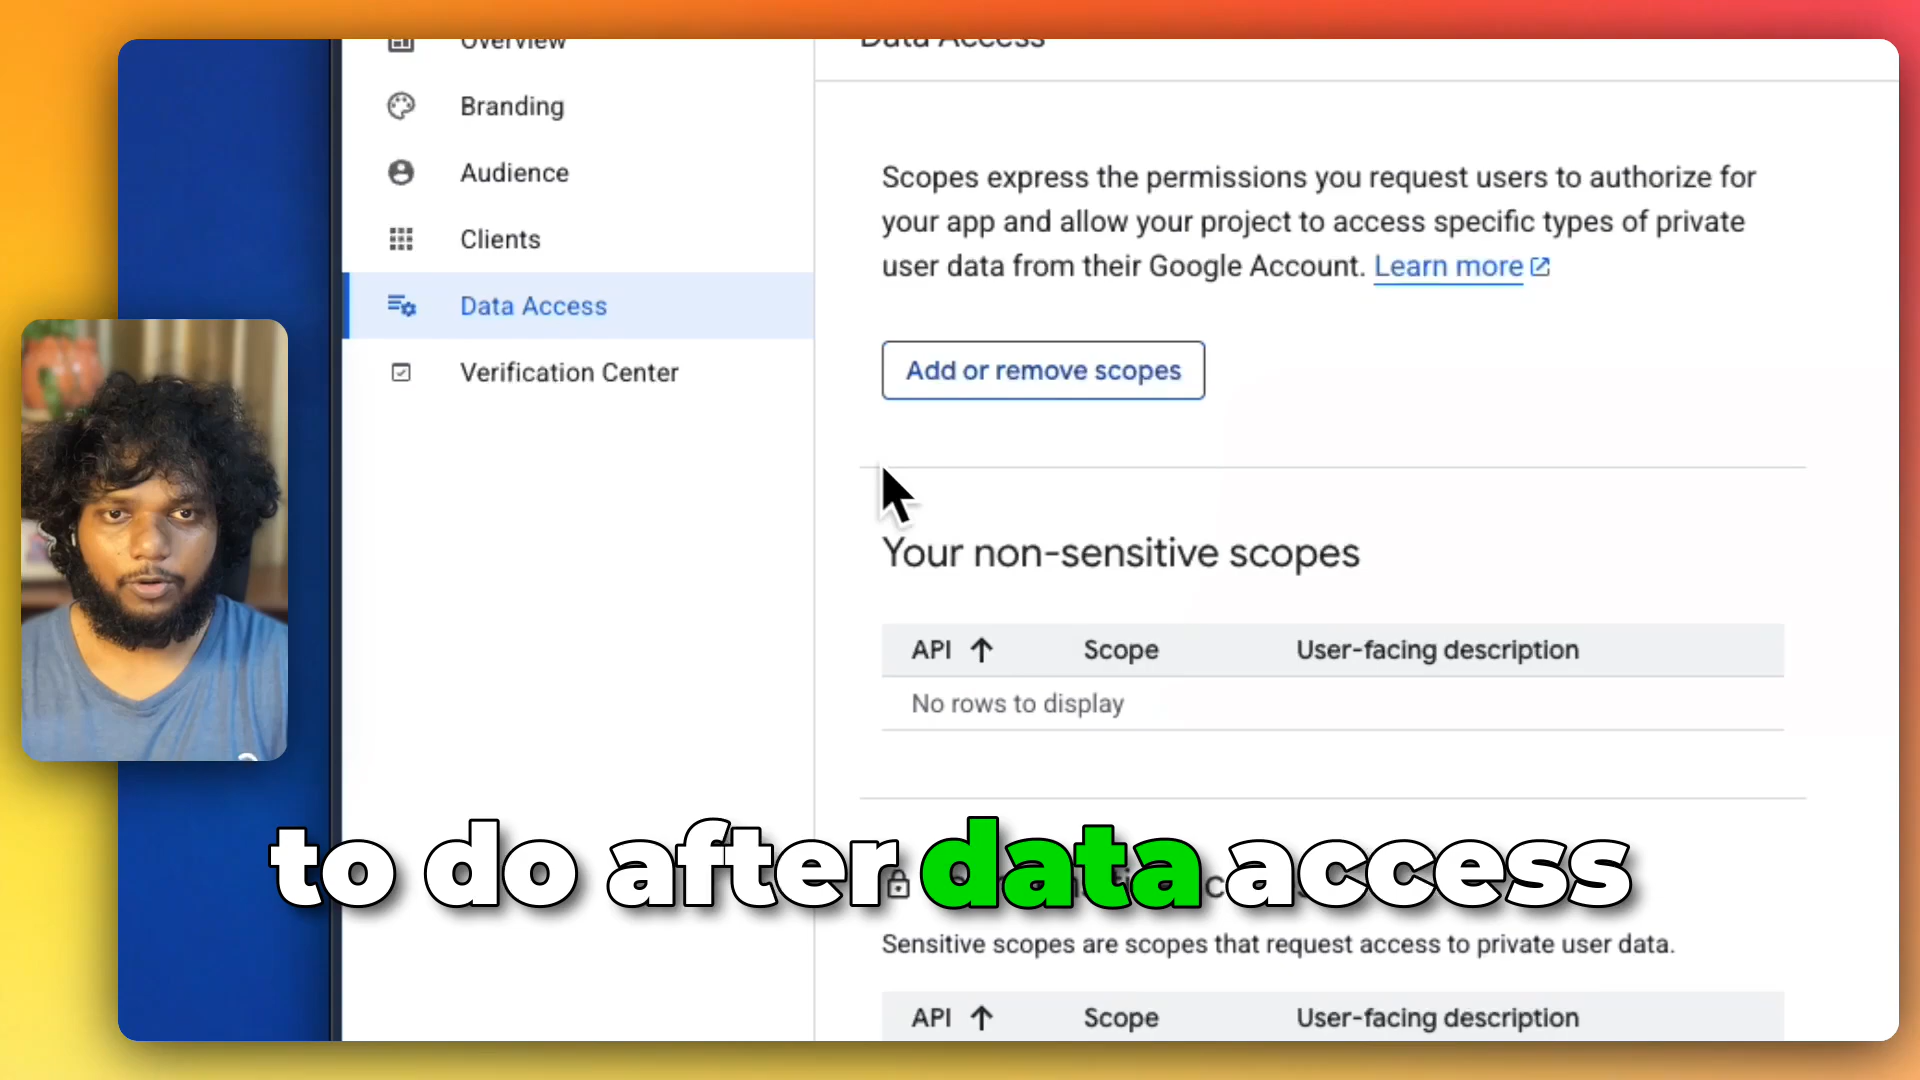 Overview
Data Access
Branding
Audience
Clients
Data Access
Verification Center
Scopes express the permissions you request users to authorize for
your app and allow your project to access specific types of private
user data from their Google Account. Learn more
Add or remove scopes
Your non-sensitive scopes
API Scope User-facing description
No rows to display
to do after data access
Sensitive scopes are scopes that request access to private user data.
API Scope User-facing description